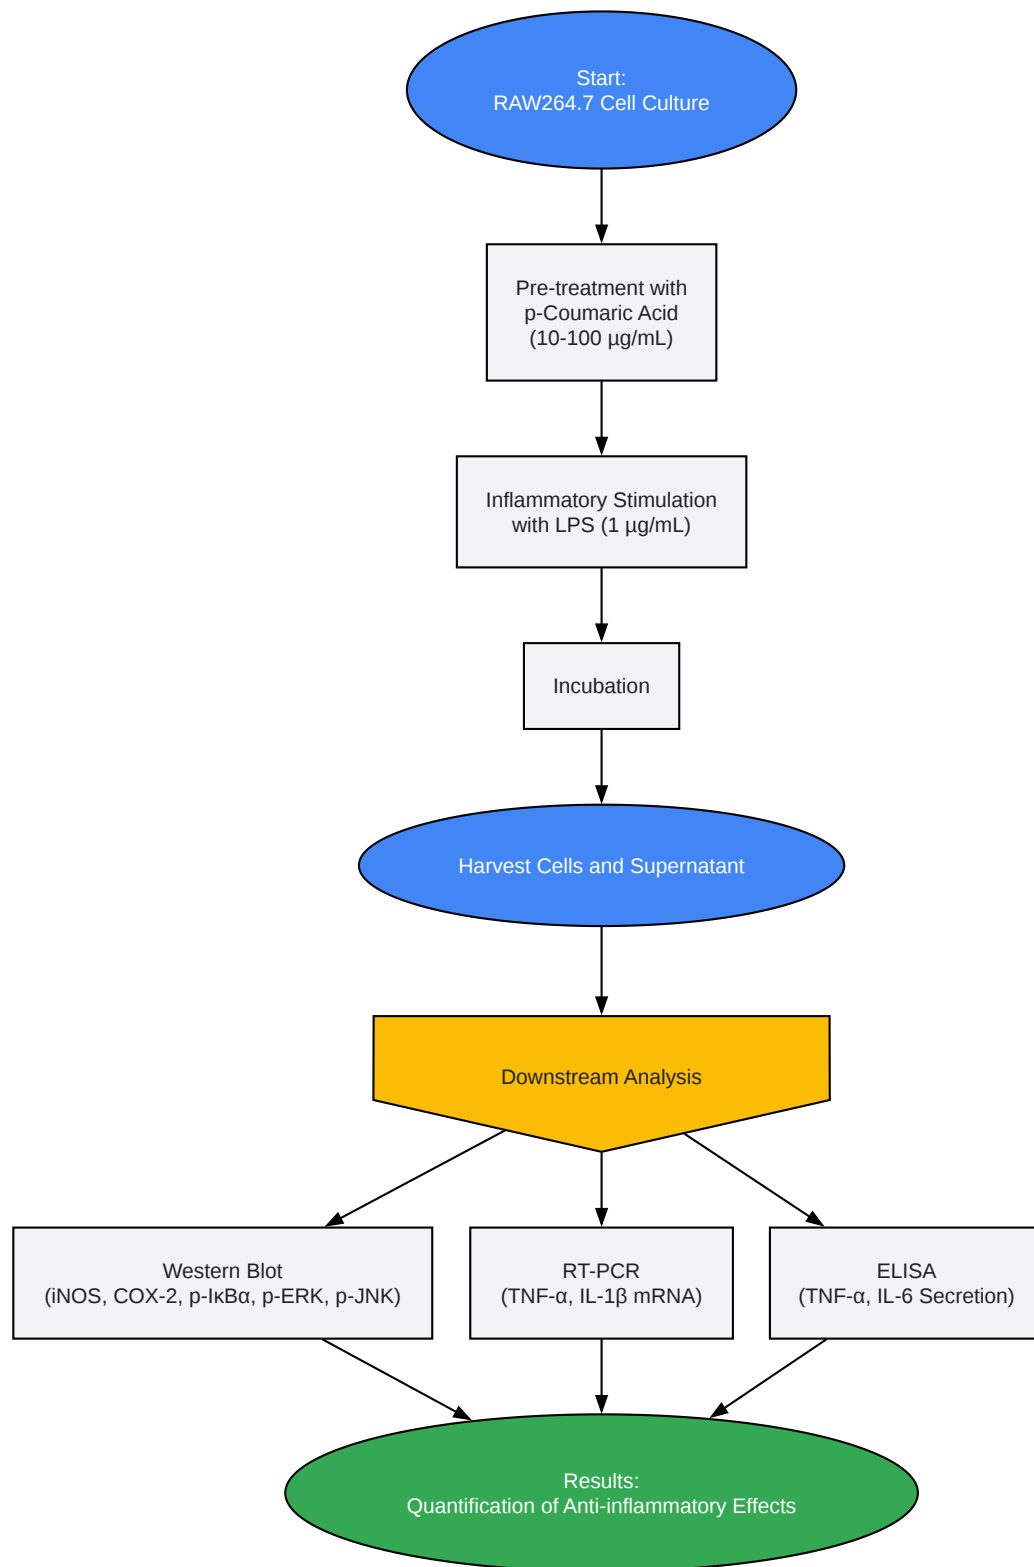 Start:
RAW264.7 Cell Culture
Pre-treatment with
p-Coumaric Acid
(10-100 µg/mL)
Inflammatory Stimulation
with LPS (1 µg/mL)
Incubation
Harvest Cells and Supernatant
Downstream Analysis
Western Blot
(iNOS, COX-2, p-IκBα, p-ERK, p-JNK)
RT-PCR
(TNF-α, IL-1β mRNA)
ELISA
(TNF-α, IL-6 Secretion)
Results:
Quantification of Anti-inflammatory Effects